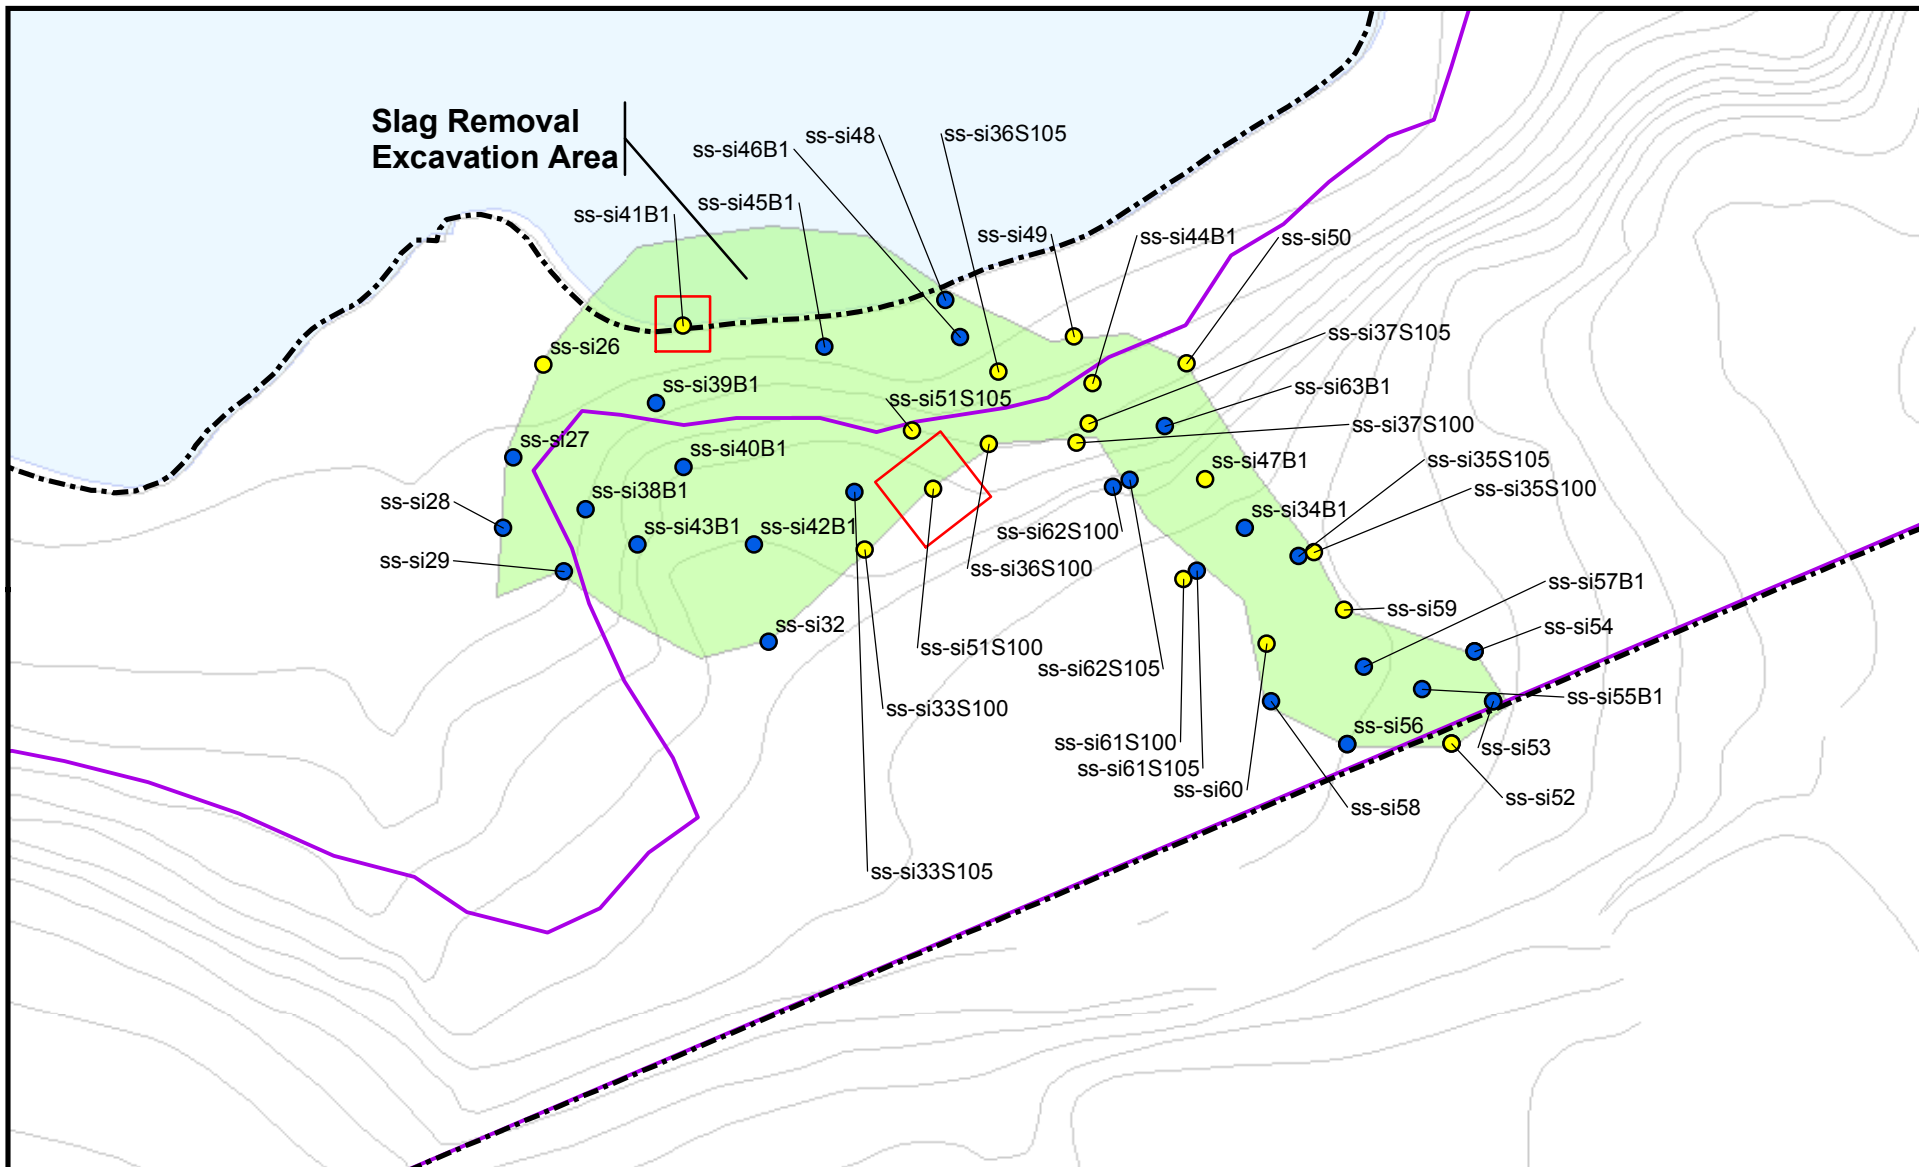 Slag Removal
Excavation Area
ss-si48
ss-si36S105
ss-si46B1
ss-si45B1
ss-si41B1
ss-si49
ss-si44B1
ss-si50
ss-si26
ss-si37S105
ss-si39B1
ss-si63B1
ss-si51S105
ss-si37S100
ss-si27
ss-si40B1
ss-si47B1
ss-si35S105
ss-si35S100
ss-si28
ss-si38B1
ss-si34B1
ss-si43B1
ss-si42B1
ss-si62S100
ss-si29
ss-si36S100
ss-si57B1
ss-si59
ss-si32
ss-si54
ss-si51S100
ss-si62S105
ss-si55B1
ss-si33S100
ss-si56
ss-si61S100
ss-si53
ss-si61S105
ss-si60
ss-si52
ss-si58
ss-si33S105